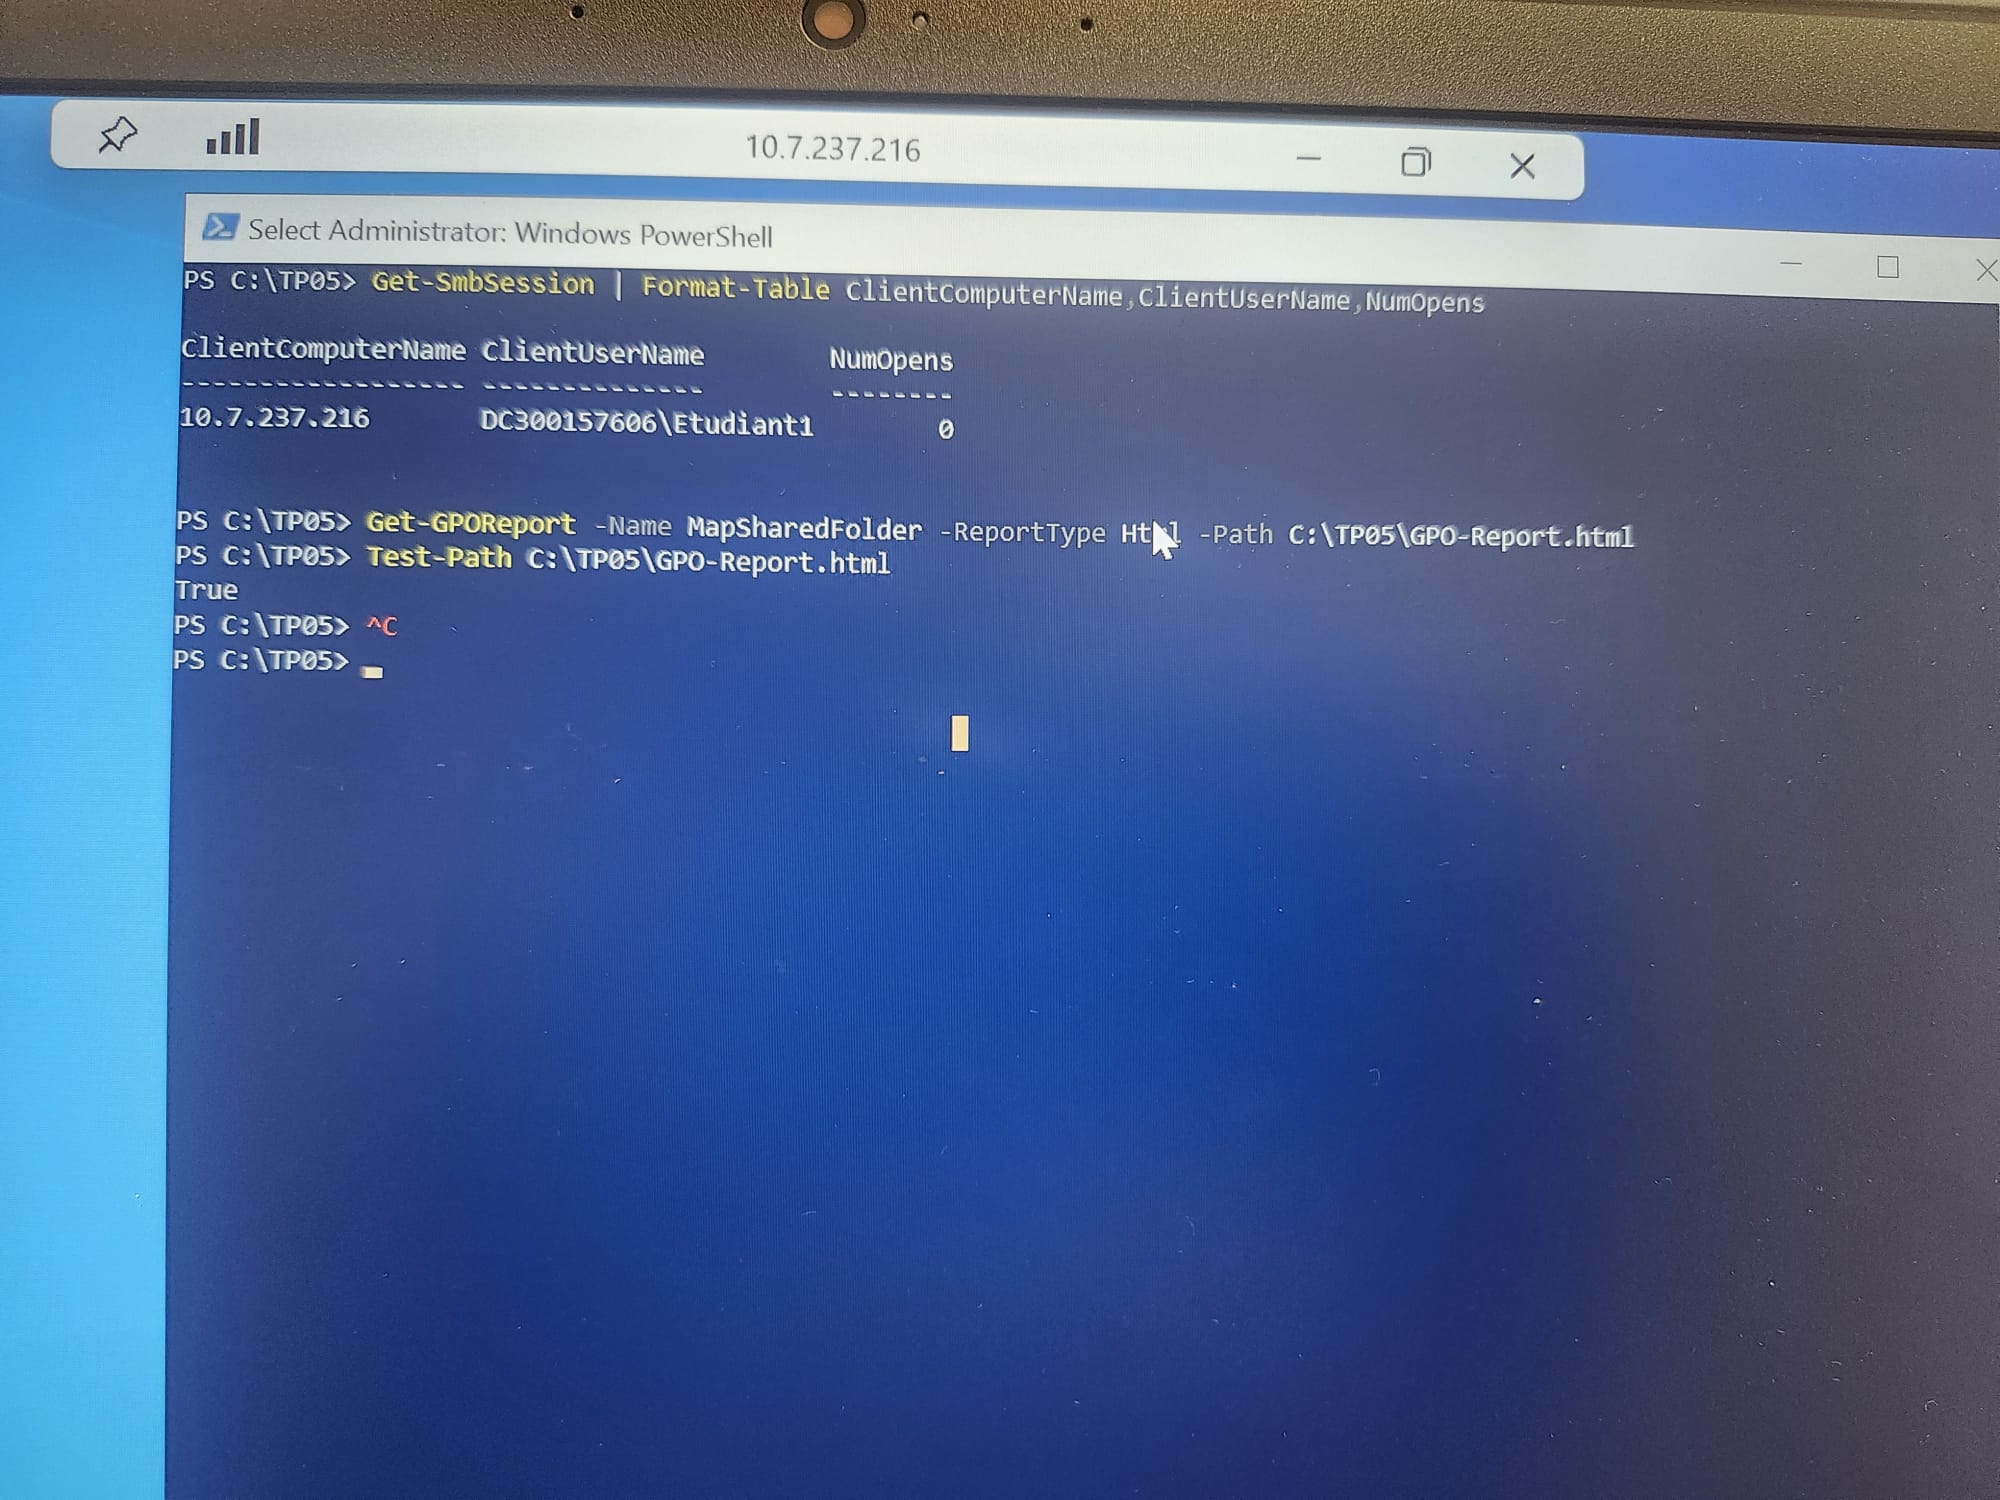 10.7.237.216
Select Administrator: Windows PowerShell
PS C:\TP05> Get-SmbSession | Format-Table ClientComputerName,ClientUserName,NumOpens
ClientComputerName ClientUserName NumOpens
------------------ -------------- --------
10.7.237.216 DC300157606\Etudiant1 0
PS C:\TP05> Get-GPOReport -Name MapSharedFolder -ReportType Html -Path C:\TP05\GPO-Report.html
PS C:\TP05> Test-Path C:\TP05\GPO-Report.html
True
PS C:\TP05> ^C
PS C:\TP05>